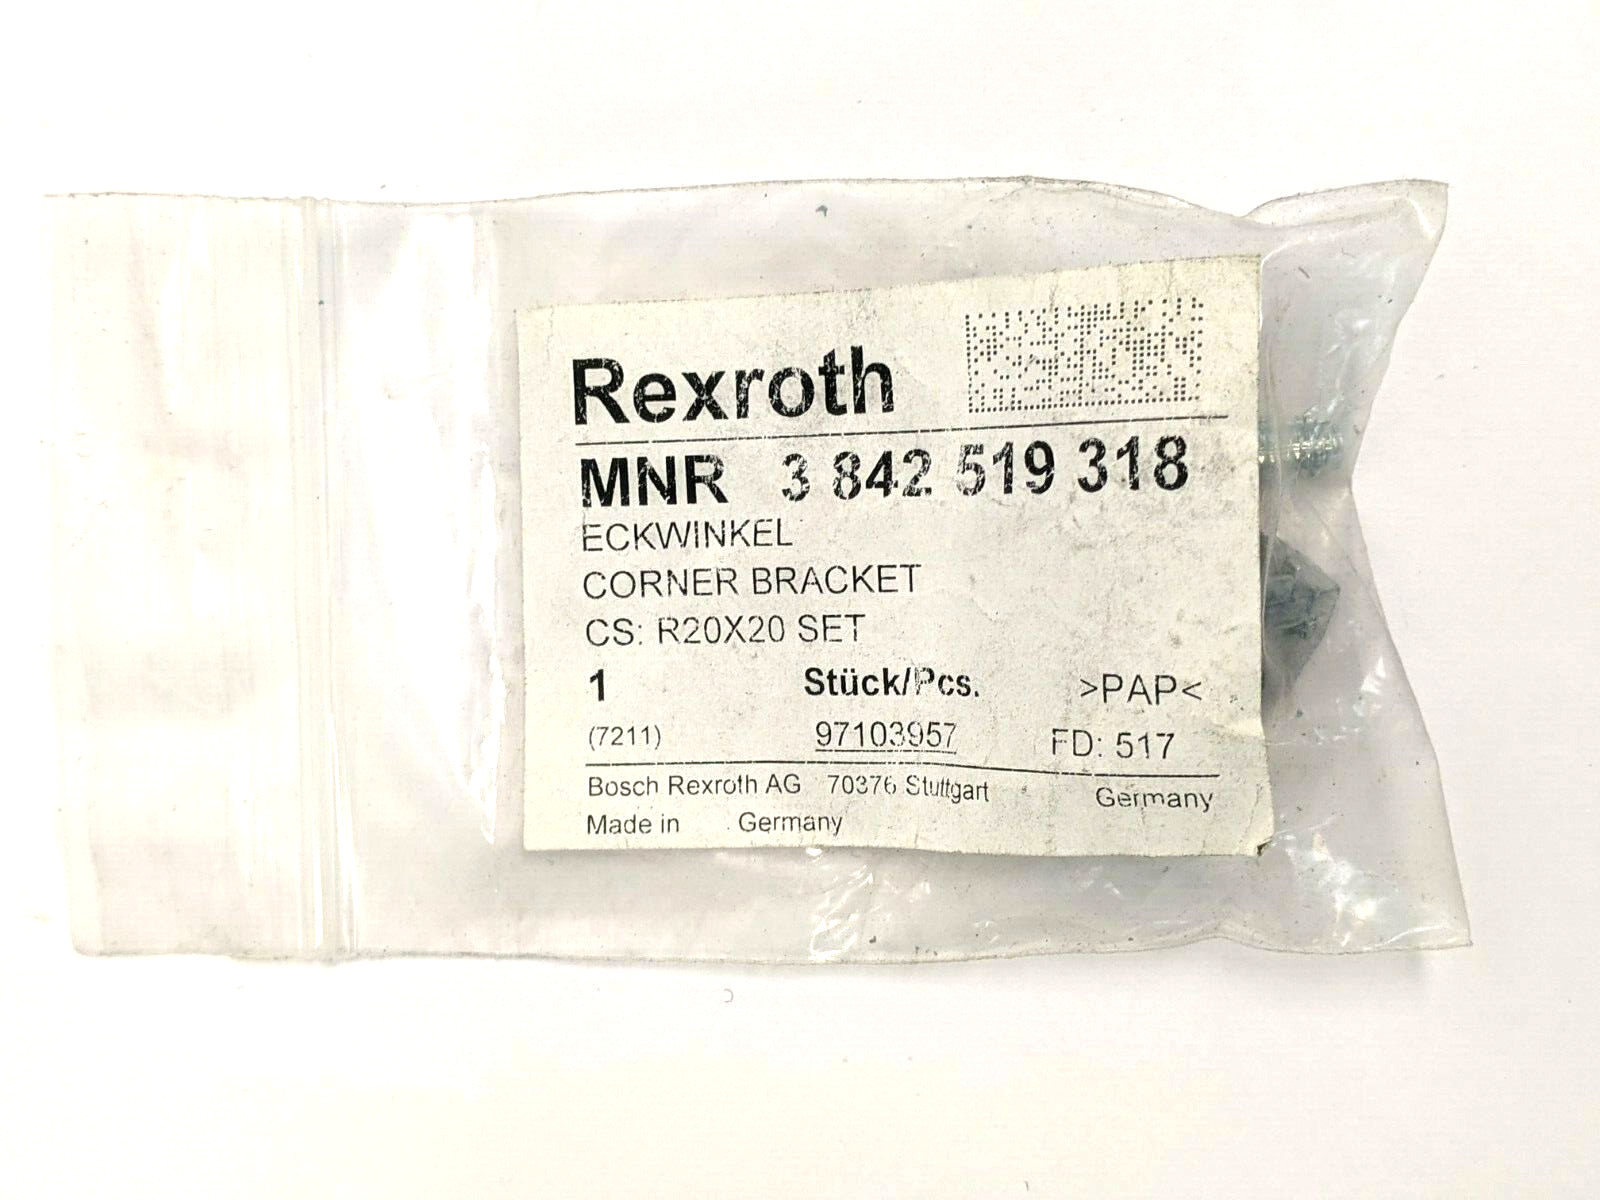 Rexroth
MNR 3 842 519 318
ECKWINKEL
CORNER BRACKET
CS: R20X20 SET
1 Stück/Pcs. >PAP<
(7211) 97103957 FD: 517
Bosch Rexroth AG 70376 Stuttgart Germany
Made in Germany